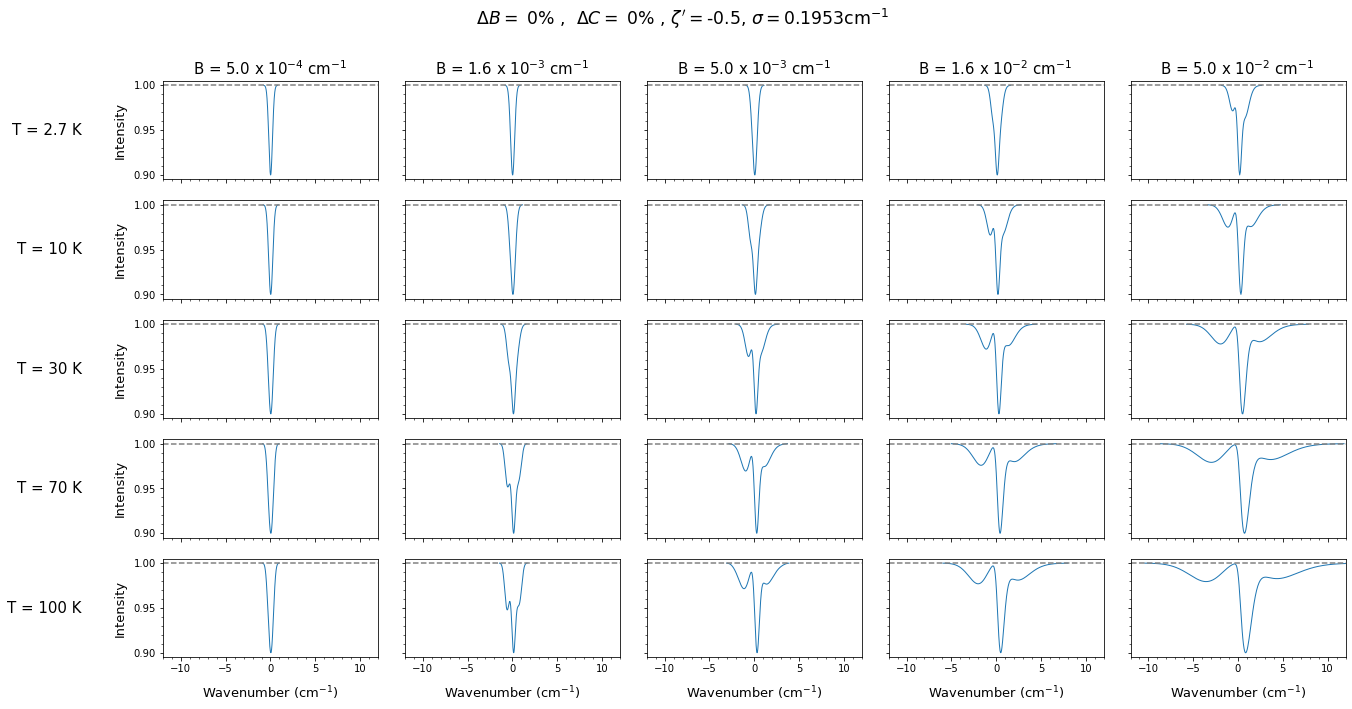 ΔB = 0% , ΔC = 0% , ζ′ = -0.5, σ = 0.1953cm⁻¹
B = 5.0 x 10⁻⁴ cm⁻¹ B = 1.6 x 10⁻³ cm⁻¹ B = 5.0 x 10⁻³ cm⁻¹ B = 1.6 x 10⁻² cm⁻¹ B = 5.0 x 10⁻² cm⁻¹
1.00
T = 2.7 K Intensity 0.95
0.90
1.00
T = 10 K Intensity 0.95
0.90
1.00
T = 30 K Intensity 0.95
0.90
1.00
T = 70 K Intensity 0.95
0.90
1.00
T = 100 K Intensity 0.95
0.90
−10 −5 0 5 10 −10 −5 0 5 10 −10 −5 0 5 10 −10 −5 0 5 10 −10 −5 0 5 10
Wavenumber (cm⁻¹) Wavenumber (cm⁻¹) Wavenumber (cm⁻¹) Wavenumber (cm⁻¹) Wavenumber (cm⁻¹)